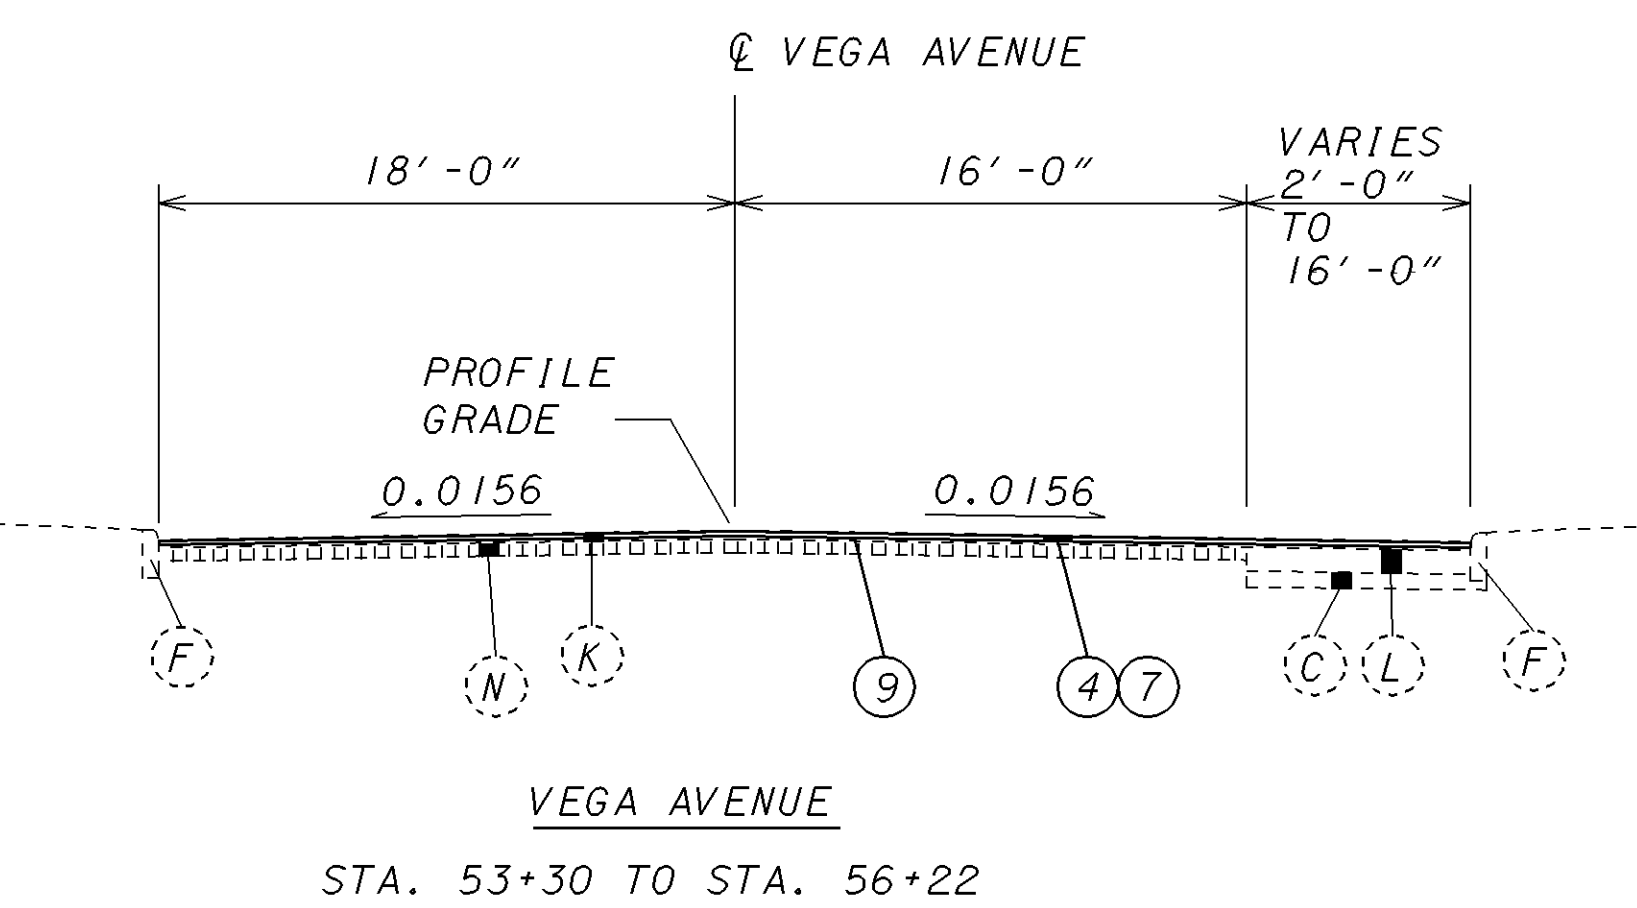 ℄ VEGA AVENUE
18'-0"
16'-0"
VARIES
2'-0"
TO
16'-0"
PROFILE
GRADE
0.0156
0.0156
F
N
K
9
4
7
C
L
F
VEGA AVENUE
STA. 53+30 TO STA. 56+22